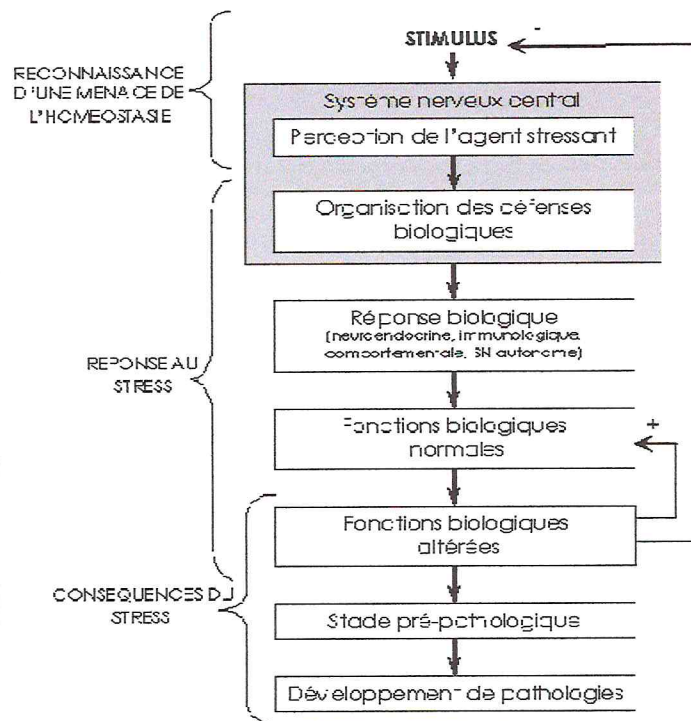 STIMULUS
-
RECONNAISSANCE
D'UNE MENACE DE
L'HOMEOSTASIE
Système nerveux central
Perception de l'agent stressant
Organisction des défenses
biologiques
Réponse biologique
(neuroendocrine, immunologique,
comportementale, SN autonome)
REPONSE AU
STRESS
Fonctions biologiques
normales
+
Fonctions biologiques
altérées
CONSEQUENCES DU
STRESS
Stade pré-pathologique
Développement de pathologies